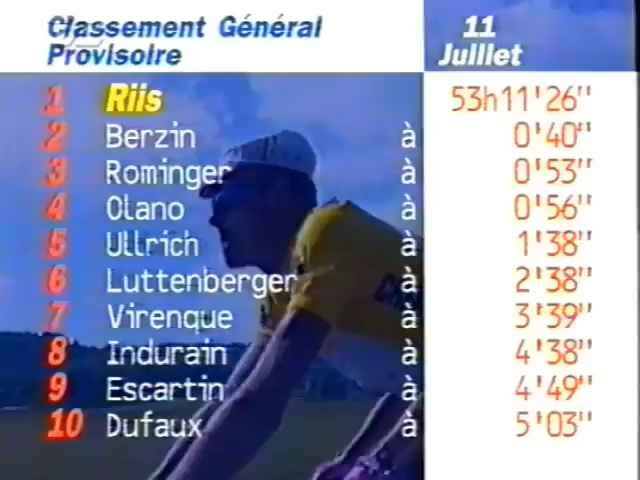 Classement Général
Provisoire
11
Juillet
1 Riis 53h11'26"
2 Berzin à 0'40"
3 Rominger à 0'53"
4 Olano à 0'56"
5 Ullrich à 1'38"
6 Luttenberger à 2'38"
7 Virenque à 3'39"
8 Indurain à 4'38"
9 Escartin à 4'49"
10 Dufaux à 5'03"